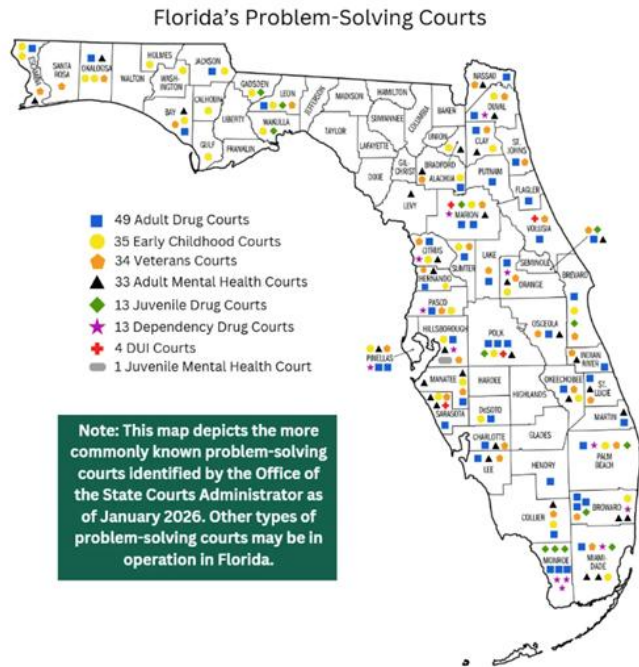 Florida's Problem-Solving Courts
ESCAMBIA
SANTA
ROSA
OKALOOSA
WALTON
HOLMES
WASH-
INGTON
JACKSON
BAY
CALHOUN
GULF
GADSDEN
LIBERTY
FRANKLIN
LEON
WAKULLA
JEFFERSON
MADISON
TAYLOR
HAMILTON
SUWANNEE
LAFAYETTE
DIXIE
COLUMBIA
GIL-
CHRIST
LEVY
BAKER
UNION
BRADFORD
ALACHUA
NASSAU
DUVAL
CLAY
ST.
JOHNS
PUTNAM
FLAGLER
MARION
VOLUSIA
CITRUS
SUMTER
LAKE
SEMINOLE
ORANGE
BREVARD
HERNANDO
PASCO
HILLSBOROUGH
PINELLAS
POLK
OSCEOLA
INDIAN
RIVER
MANATEE
HARDEE
HIGHLANDS
OKEECHOBEE
ST.
LUCIE
SARASOTA
DeSOTO
MARTIN
CHARLOTTE
GLADES
LEE
HENDRY
PALM
BEACH
COLLIER
BROWARD
MONROE
MIAMI-
DADE
49 Adult Drug Courts
35 Early Childhood Courts
34 Veterans Courts
33 Adult Mental Health Courts
13 Juvenile Drug Courts
13 Dependency Drug Courts
4 DUI Courts
1 Juvenile Mental Health Court
Note: This map depicts the more
commonly known problem-solving
courts identified by the Office of
the State Courts Administrator as
of January 2026. Other types of
problem-solving courts may be in
operation in Florida.